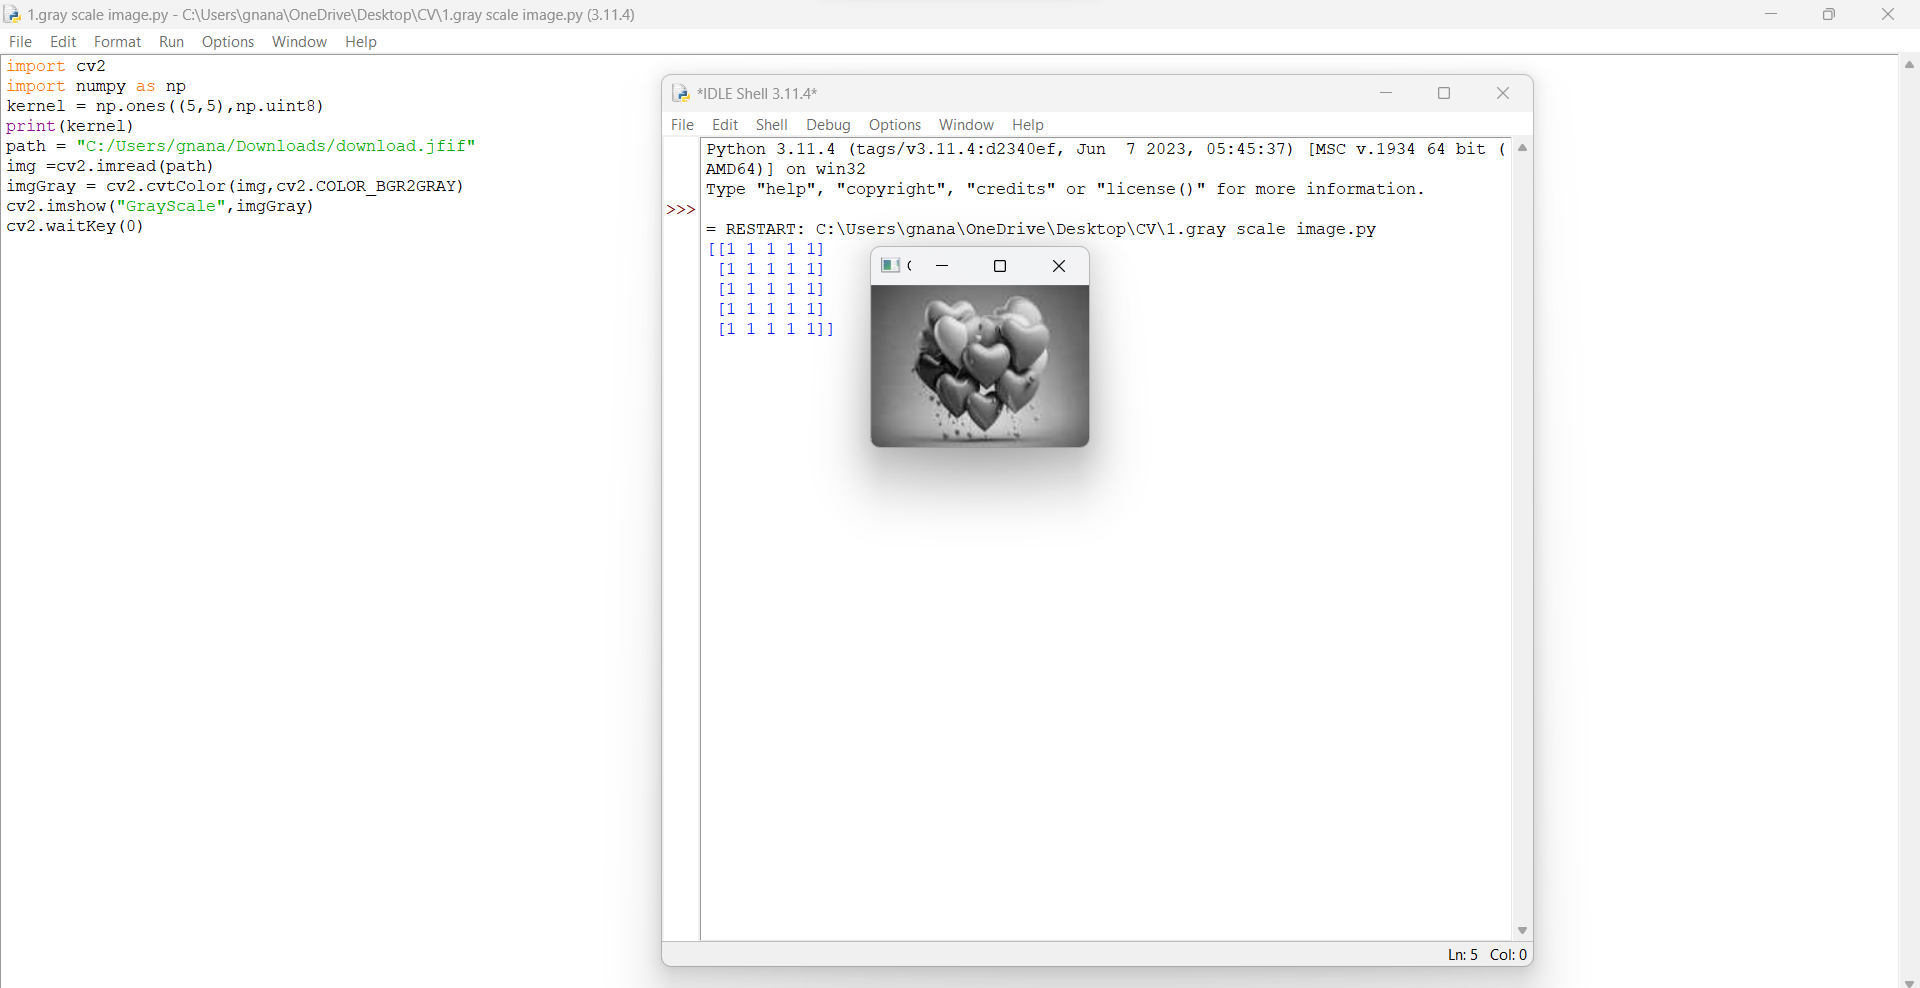 1.gray scale image.py - C:\Users\gnana\OneDrive\Desktop\CV\1.gray scale image.py (3.11.4)
File Edit Format Run Options Window Help
import cv2
import numpy as np
kernel = np.ones((5,5),np.uint8)
print(kernel)
path = "C:/Users/gnana/Downloads/download.jfif"
img =cv2.imread(path)
imgGray = cv2.cvtColor(img,cv2.COLOR_BGR2GRAY)
cv2.imshow("GrayScale",imgGray)
cv2.waitKey(0)
*IDLE Shell 3.11.4*
File Edit Shell Debug Options Window Help
Python 3.11.4 (tags/v3.11.4:d2340ef, Jun  7 2023, 05:45:37) [MSC v.1934 64 bit (
AMD64)] on win32
Type "help", "copyright", "credits" or "license()" for more information.
>>>
= RESTART: C:\Users\gnana\OneDrive\Desktop\CV\1.gray scale image.py
[[1 1 1 1 1]
 [1 1 1 1 1]
 [1 1 1 1 1]
 [1 1 1 1 1]
 [1 1 1 1 1]]
Ln: 5 Col: 0